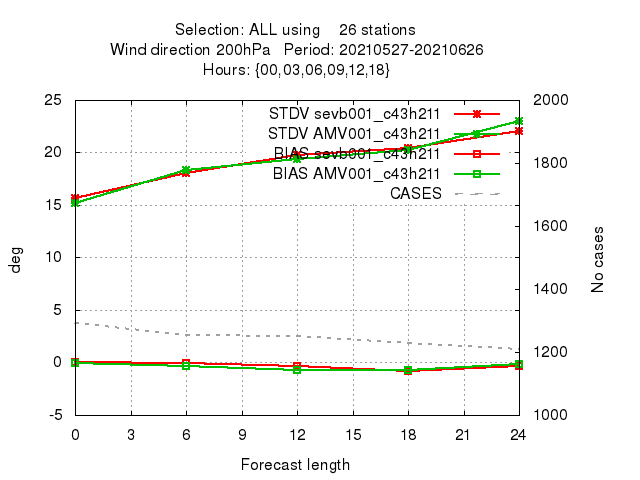 Selection: ALL using    26 stations
Wind direction 200hPa   Period: 20210527-20210626
Hours: {00,03,06,09,12,18}
STDV sevb001_c43h211
STDV AMV001_c43h211
BIAS sevb001_c43h211
BIAS AMV001_c43h211
CASES
25
20
15
10
5
0
-5
deg
2000
1800
1600
1400
1200
1000
No cases
0 3 6 9 12 15 18 21 24
Forecast length